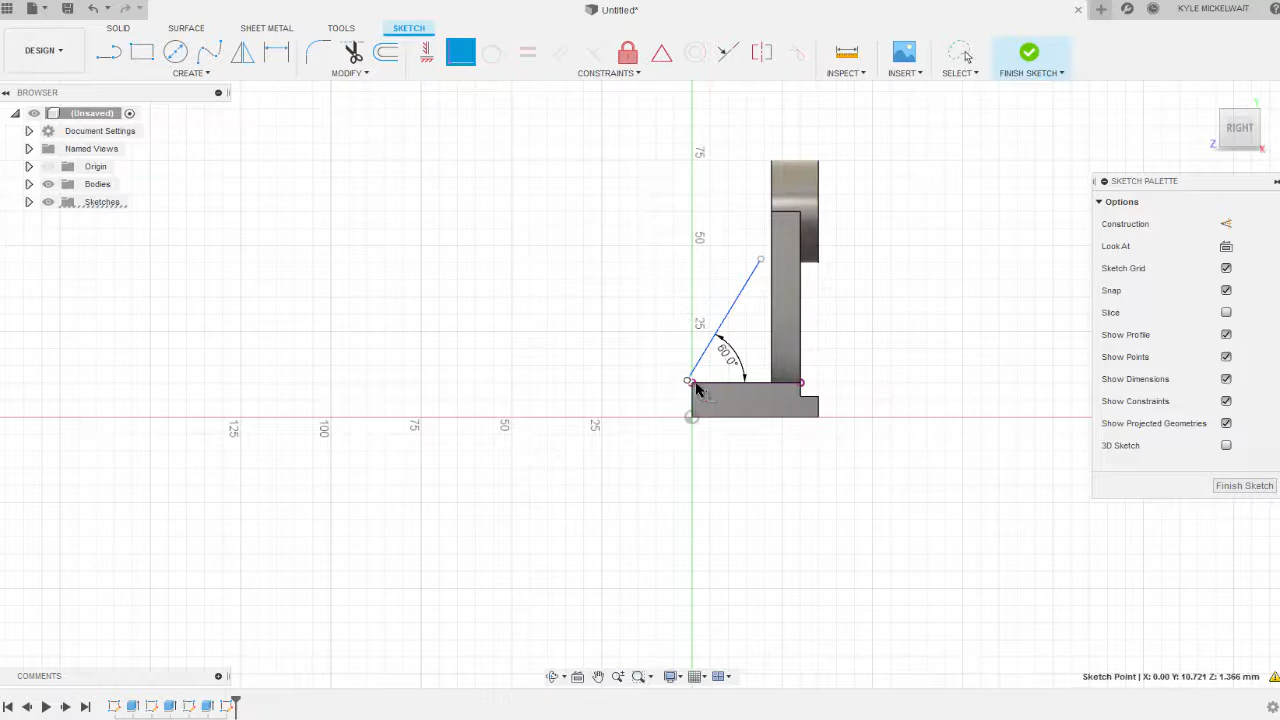 Untitled*
KYLE MICKELWAIT
DESIGN
SOLID
SURFACE
SHEET METAL
TOOLS
SKETCH
CREATE
MODIFY
CONSTRAINTS
INSPECT
INSERT
SELECT
FINISH SKETCH
BROWSER
(Unsaved)
Document Settings
Named Views
Origin
Bodies
Sketches
Y
RIGHT
Z
X
75
50
25
60.0°
125
100
75
50
25
SKETCH PALETTE
Options
Construction
Look At
Sketch Grid
Snap
Slice
Show Profile
Show Points
Show Dimensions
Show Constraints
Show Projected Geometries
3D Sketch
Finish Sketch
COMMENTS
Sketch Point | X: 0.00 Y: 10.721 Z: 1.366 mm